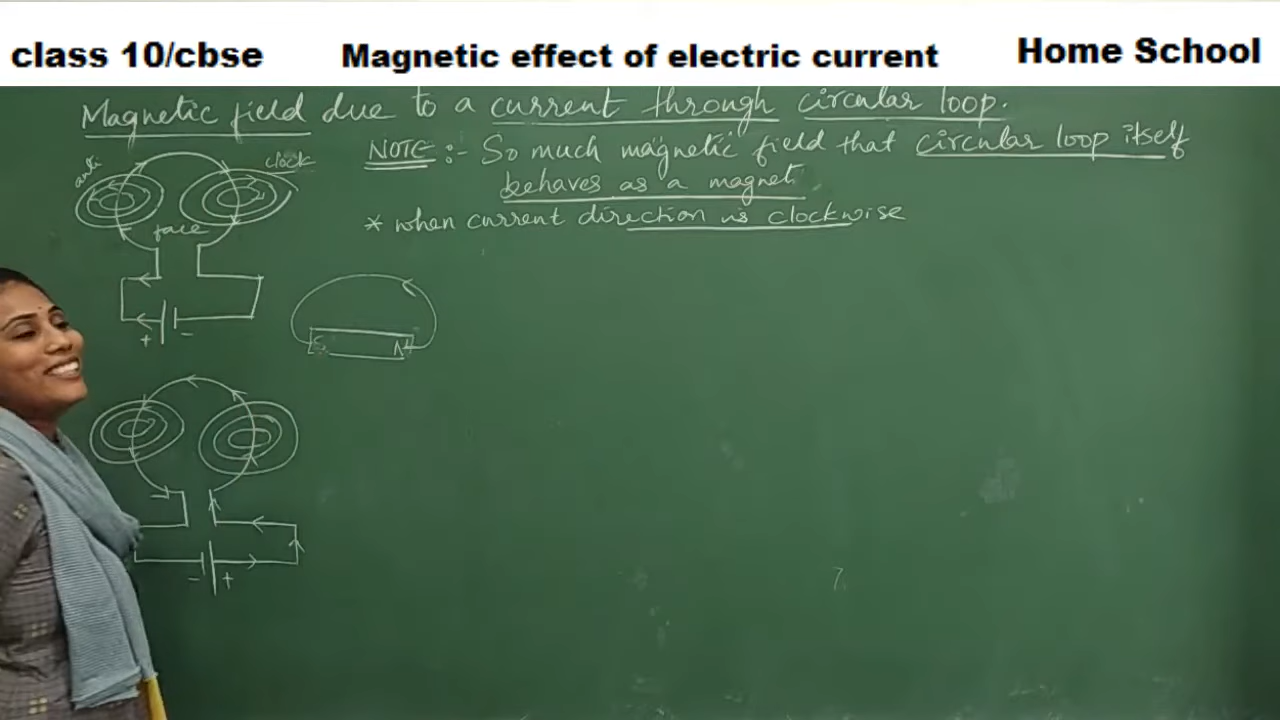 class 10/cbse Magnetic effect of electric current Home School
Magnetic field due to a current through circular loop.
NOTE :- So much magnetic field that circular loop itself
behaves as a magnet
* when current direction is clockwise
anti
clock
face
+ -
S N
- +